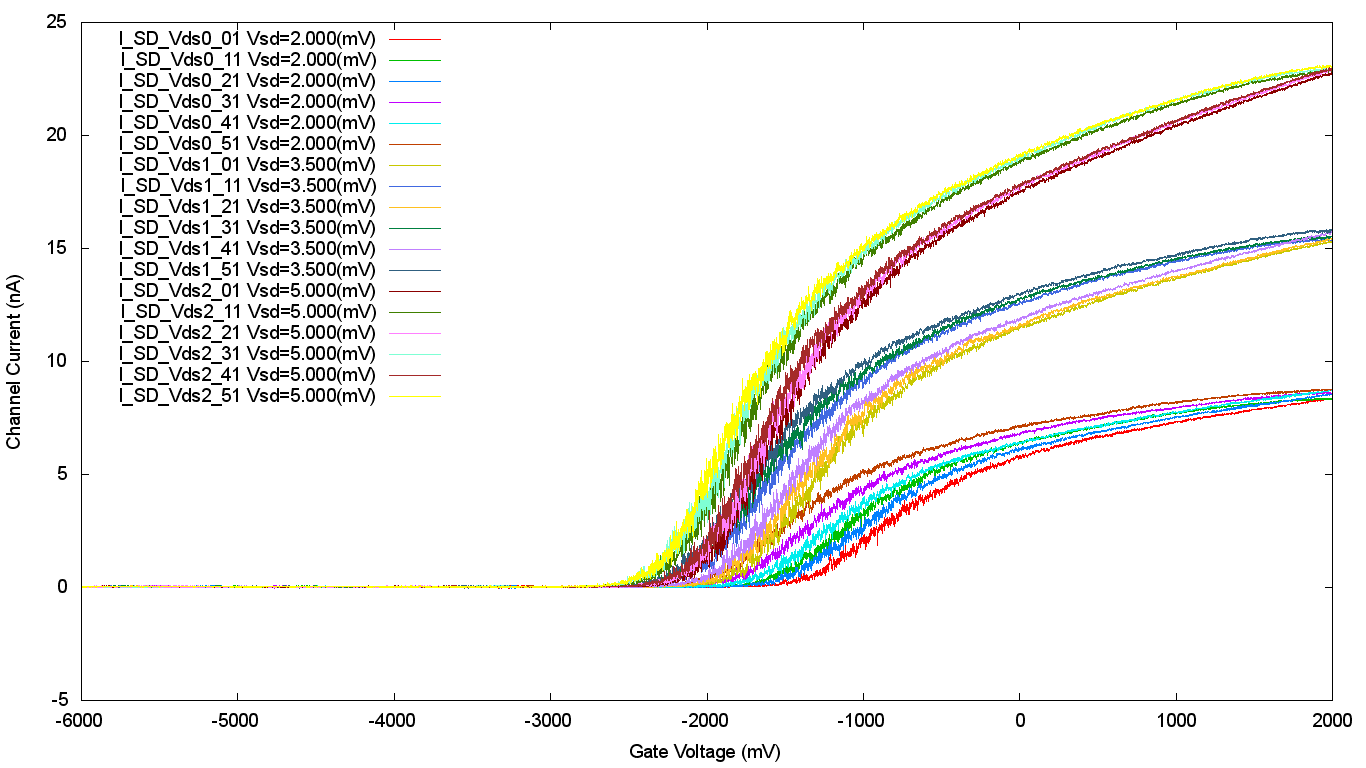 25
20
15
10
5
0
-5
Channel Current (nA)
I_SD_Vds0_01 Vsd=2.000(mV)
I_SD_Vds0_11 Vsd=2.000(mV)
I_SD_Vds0_21 Vsd=2.000(mV)
I_SD_Vds0_31 Vsd=2.000(mV)
I_SD_Vds0_41 Vsd=2.000(mV)
I_SD_Vds0_51 Vsd=2.000(mV)
I_SD_Vds1_01 Vsd=3.500(mV)
I_SD_Vds1_11 Vsd=3.500(mV)
I_SD_Vds1_21 Vsd=3.500(mV)
I_SD_Vds1_31 Vsd=3.500(mV)
I_SD_Vds1_41 Vsd=3.500(mV)
I_SD_Vds1_51 Vsd=3.500(mV)
I_SD_Vds2_01 Vsd=5.000(mV)
I_SD_Vds2_11 Vsd=5.000(mV)
I_SD_Vds2_21 Vsd=5.000(mV)
I_SD_Vds2_31 Vsd=5.000(mV)
I_SD_Vds2_41 Vsd=5.000(mV)
I_SD_Vds2_51 Vsd=5.000(mV)
-6000 -5000 -4000 -3000 -2000 -1000 0 1000 2000
Gate Voltage (mV)